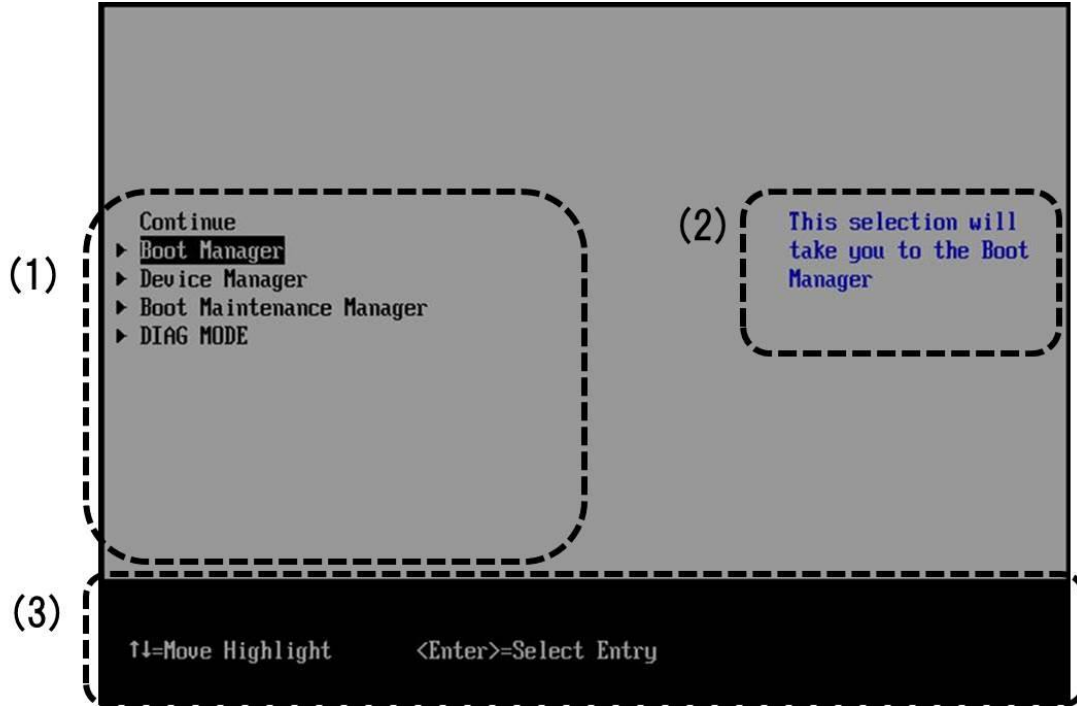 (1)
Continue
▶ Boot Manager
▶ Device Manager
▶ Boot Maintenance Manager
▶ DIAG MODE
(2)
This selection will
take you to the Boot
Manager
(3)
↑↓=Move Highlight <Enter>=Select Entry